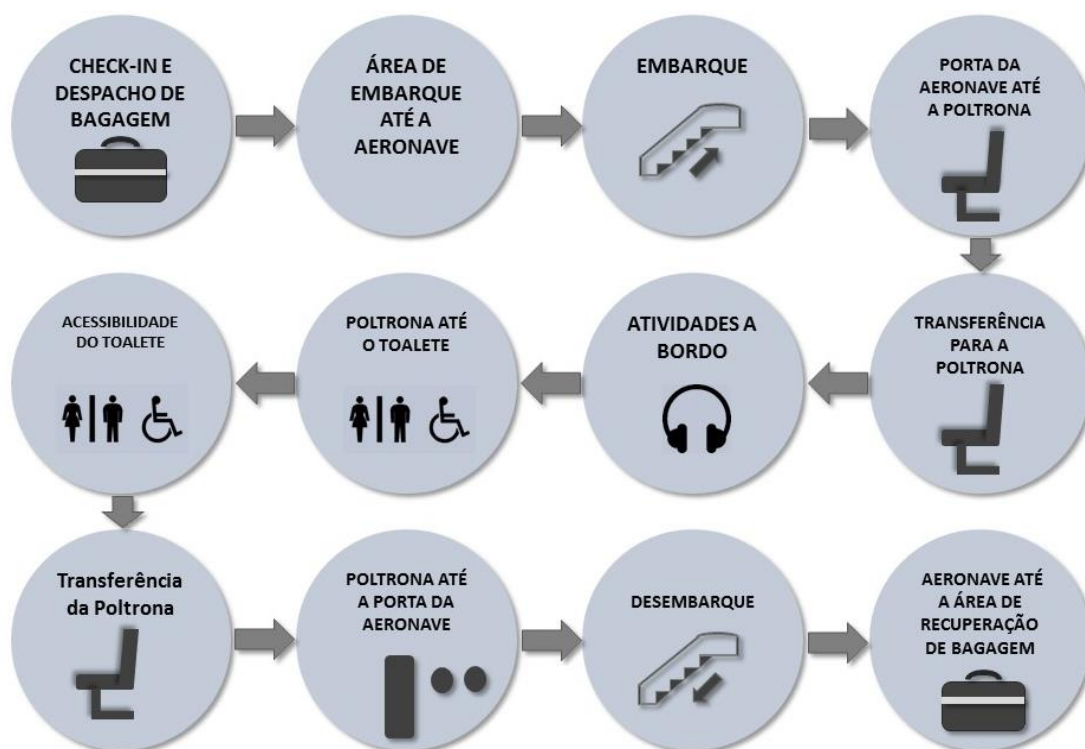 CHECK-IN E
DESPACHO DE
BAGAGEM
ÁREA DE
EMBARQUE
ATÉ A
AERONAVE
EMBARQUE
PORTA DA
AERONAVE ATÉ
A POLTRONA
TRANSFERÊNCIA
PARA A
POLTRONA
ATIVIDADES A
BORDO
POLTRONA ATÉ
O TOALETE
ACESSIBILIDADE
DO TOALETE
Transferência
da Poltrona
POLTRONA ATÉ
A PORTA DA
AERONAVE
DESEMBARQUE
AERONAVE ATÉ
A ÁREA DE
RECUPERAÇÃO
DE BAGAGEM